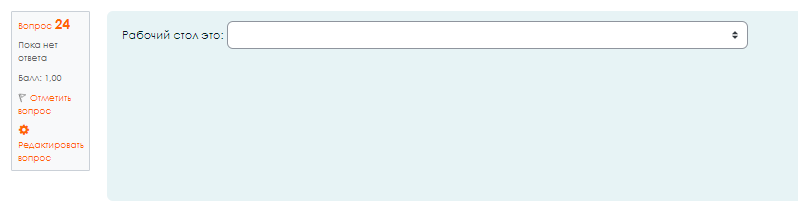 Вопрос 24
Пока нет
ответа
Балл: 1,00
Отметить
вопрос
Редактировать
вопрос
Рабочий стол это: